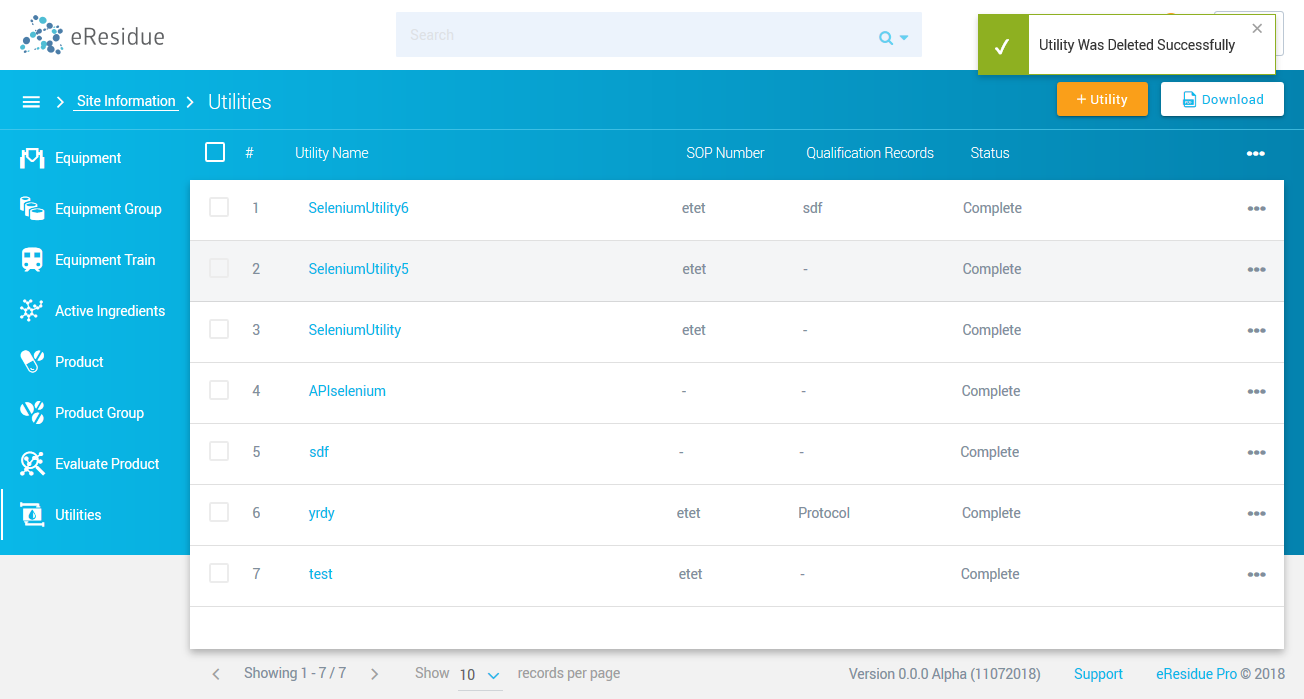 eResidue
Search
Utility Was Deleted Successfully
Site Information
Utilities
+ Utility
Download
# Utility Name SOP Number Qualification Records Status
Equipment
Equipment Group
Equipment Train
Active Ingredients
Product
Product Group
Evaluate Product
Utilities
1 SeleniumUtility6 etet sdf Complete
2 SeleniumUtility5 etet - Complete
3 SeleniumUtility etet - Complete
4 APIselenium - - Complete
5 sdf - - Complete
6 yrdy etet Protocol Complete
7 test etet - Complete
Showing 1 - 7 / 7
Show 10 records per page
Version 0.0.0 Alpha (11072018)
Support
eResidue Pro © 2018